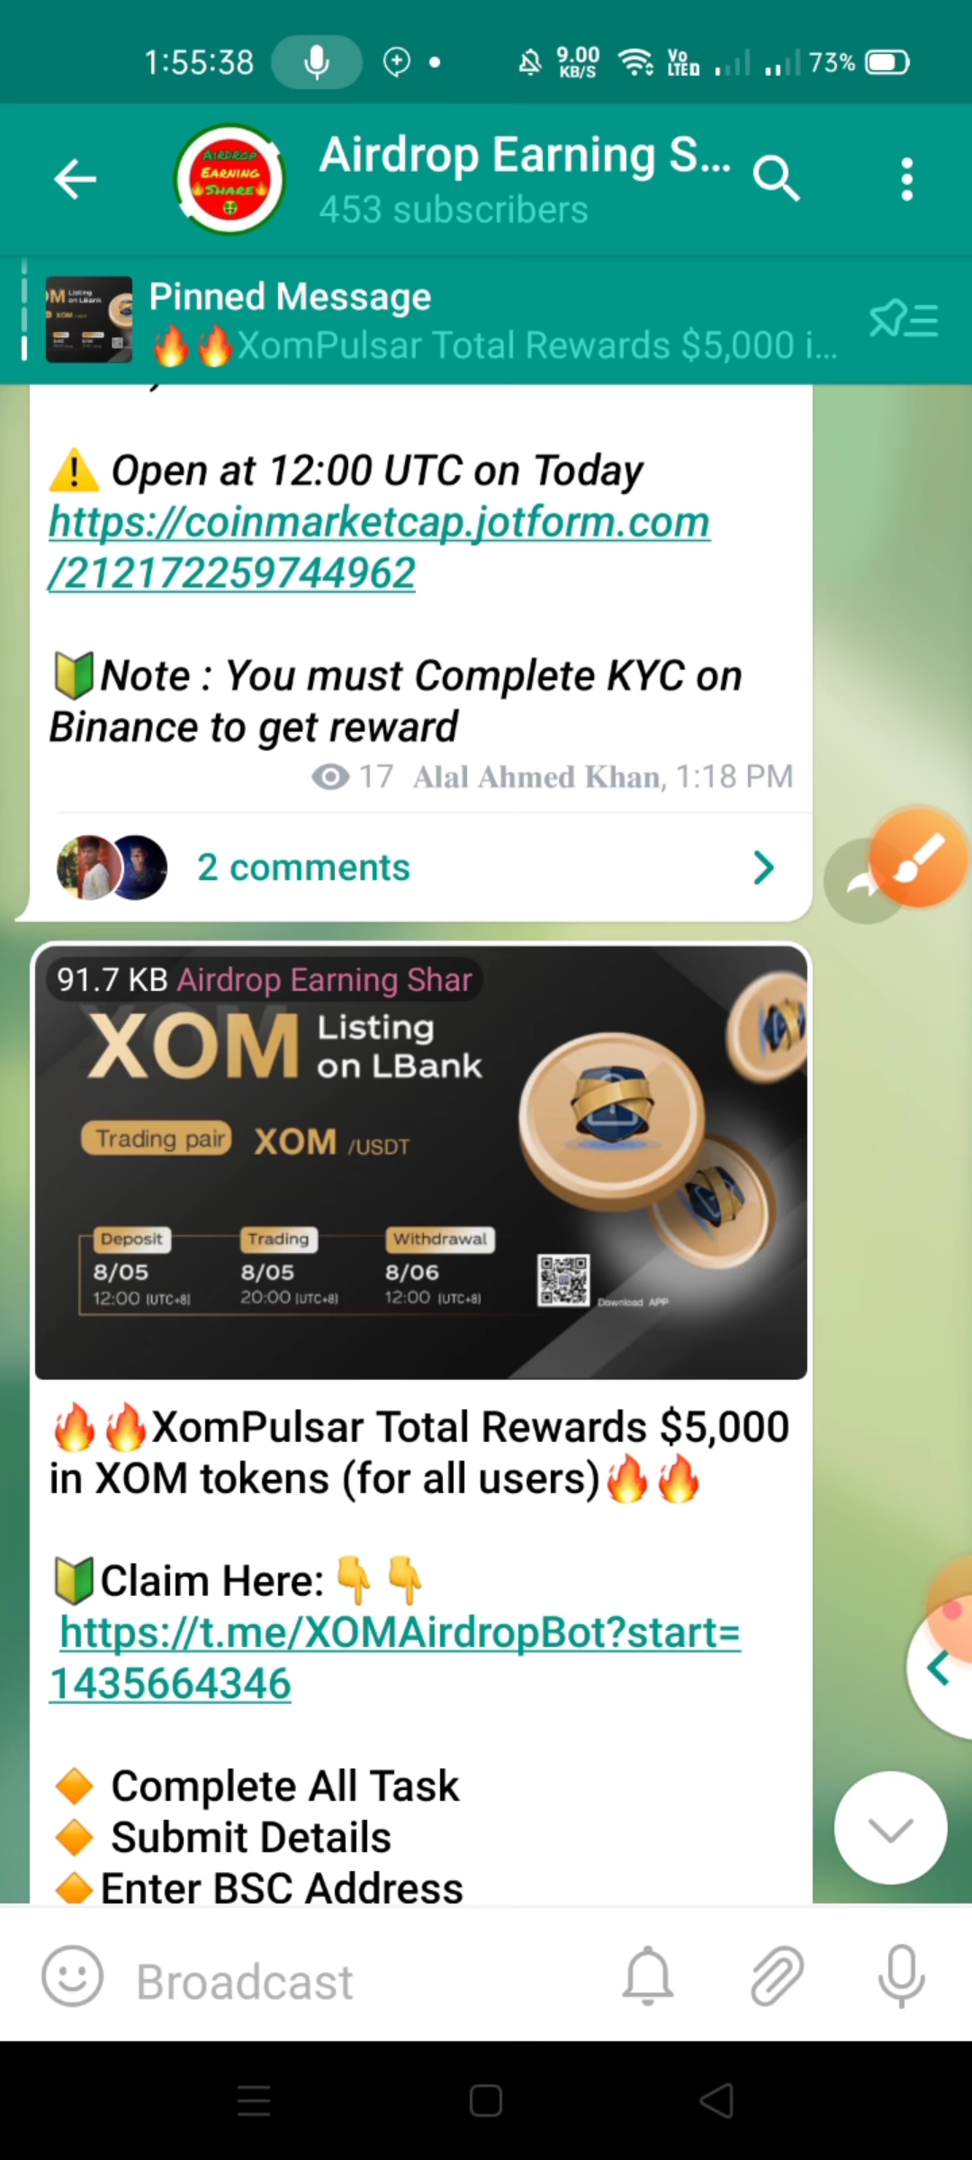 1:55:38 9.00 KB/S Vo LTED 73%
AIRDROP
EARNING
SHARE
Airdrop Earning S...
453 subscribers
Pinned Message
🔥🔥XomPulsar Total Rewards $5,000 i...
⚠️ Open at 12:00 UTC on Today
https://coinmarketcap.jotform.com
/212172259744962
🔰Note : You must Complete KYC on
Binance to get reward
17 Alal Ahmed Khan, 1:18 PM
2 comments
91.7 KB Airdrop Earning Shar
XOM Listing
on LBank
Trading pair XOM /USDT
Deposit Trading Withdrawal
8/05 8/05 8/06
12:00 (UTC+8) 20:00 (UTC+8) 12:00 (UTC+8)
Download APP
🔥🔥XomPulsar Total Rewards $5,000
in XOM tokens (for all users)🔥🔥
🔰Claim Here: 👇👇
https://t.me/XOMAirdropBot?start=
1435664346
🔸 Complete All Task
🔸 Submit Details
🔸Enter BSC Address
Broadcast